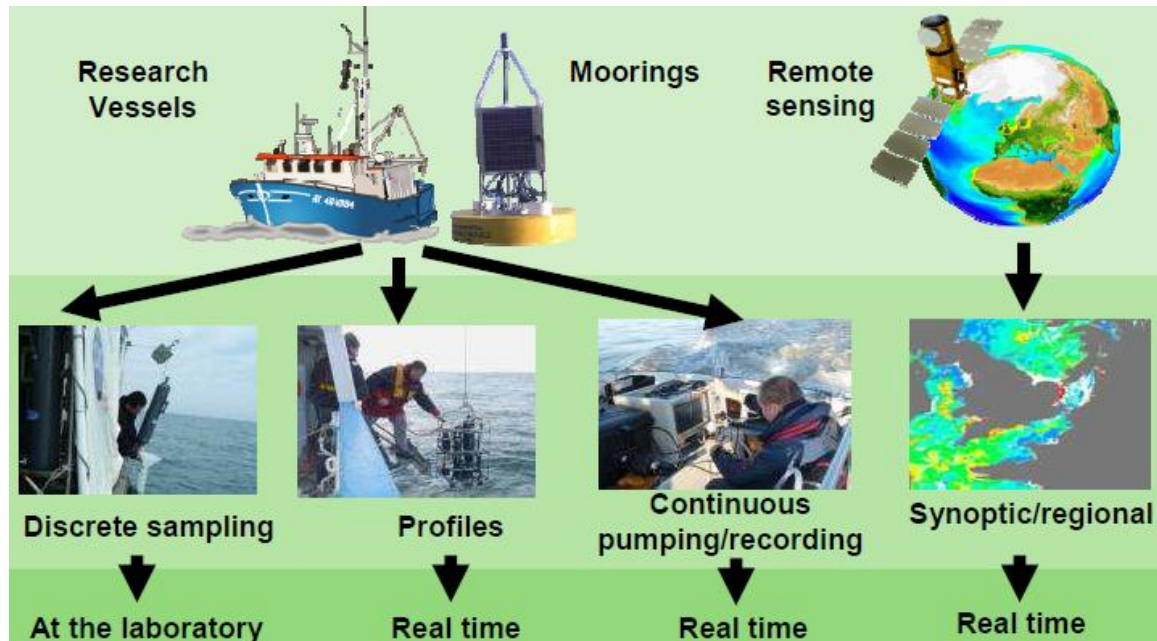 Research
Vessels
Moorings
Remote
sensing
Discrete sampling
Profiles
Continuous
pumping/recording
Synoptic/regional
At the laboratory
Real time
Real time
Real time